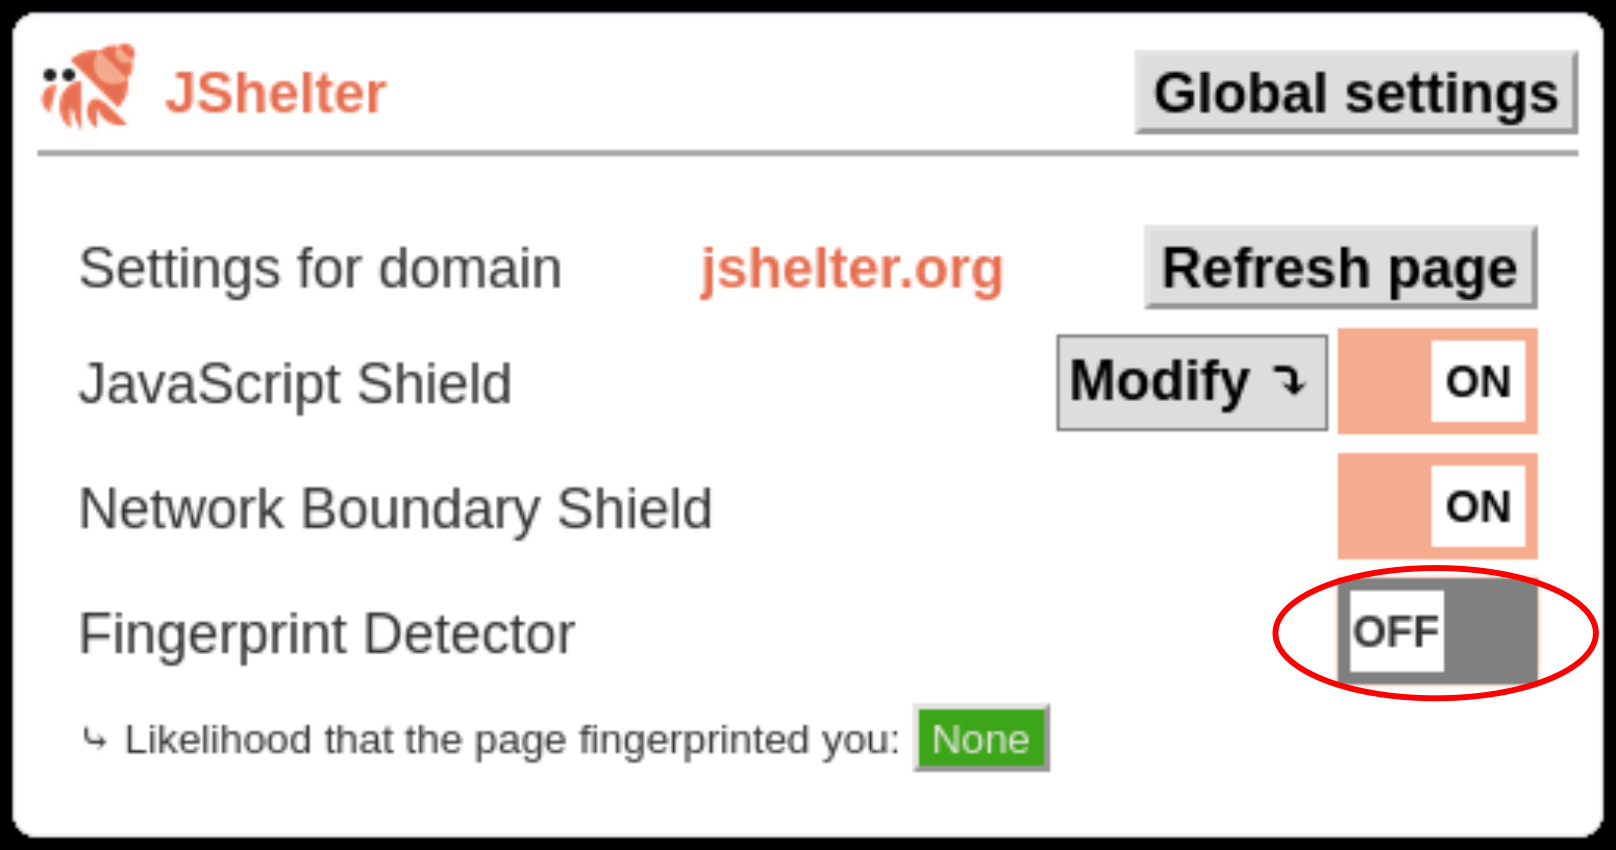 JShelter Global settings
Settings for domain jshelter.org Refresh page
JavaScript Shield Modify ⤵ ON
Network Boundary Shield ON
Fingerprint Detector OFF
⤷ Likelihood that the page fingerprinted you: None